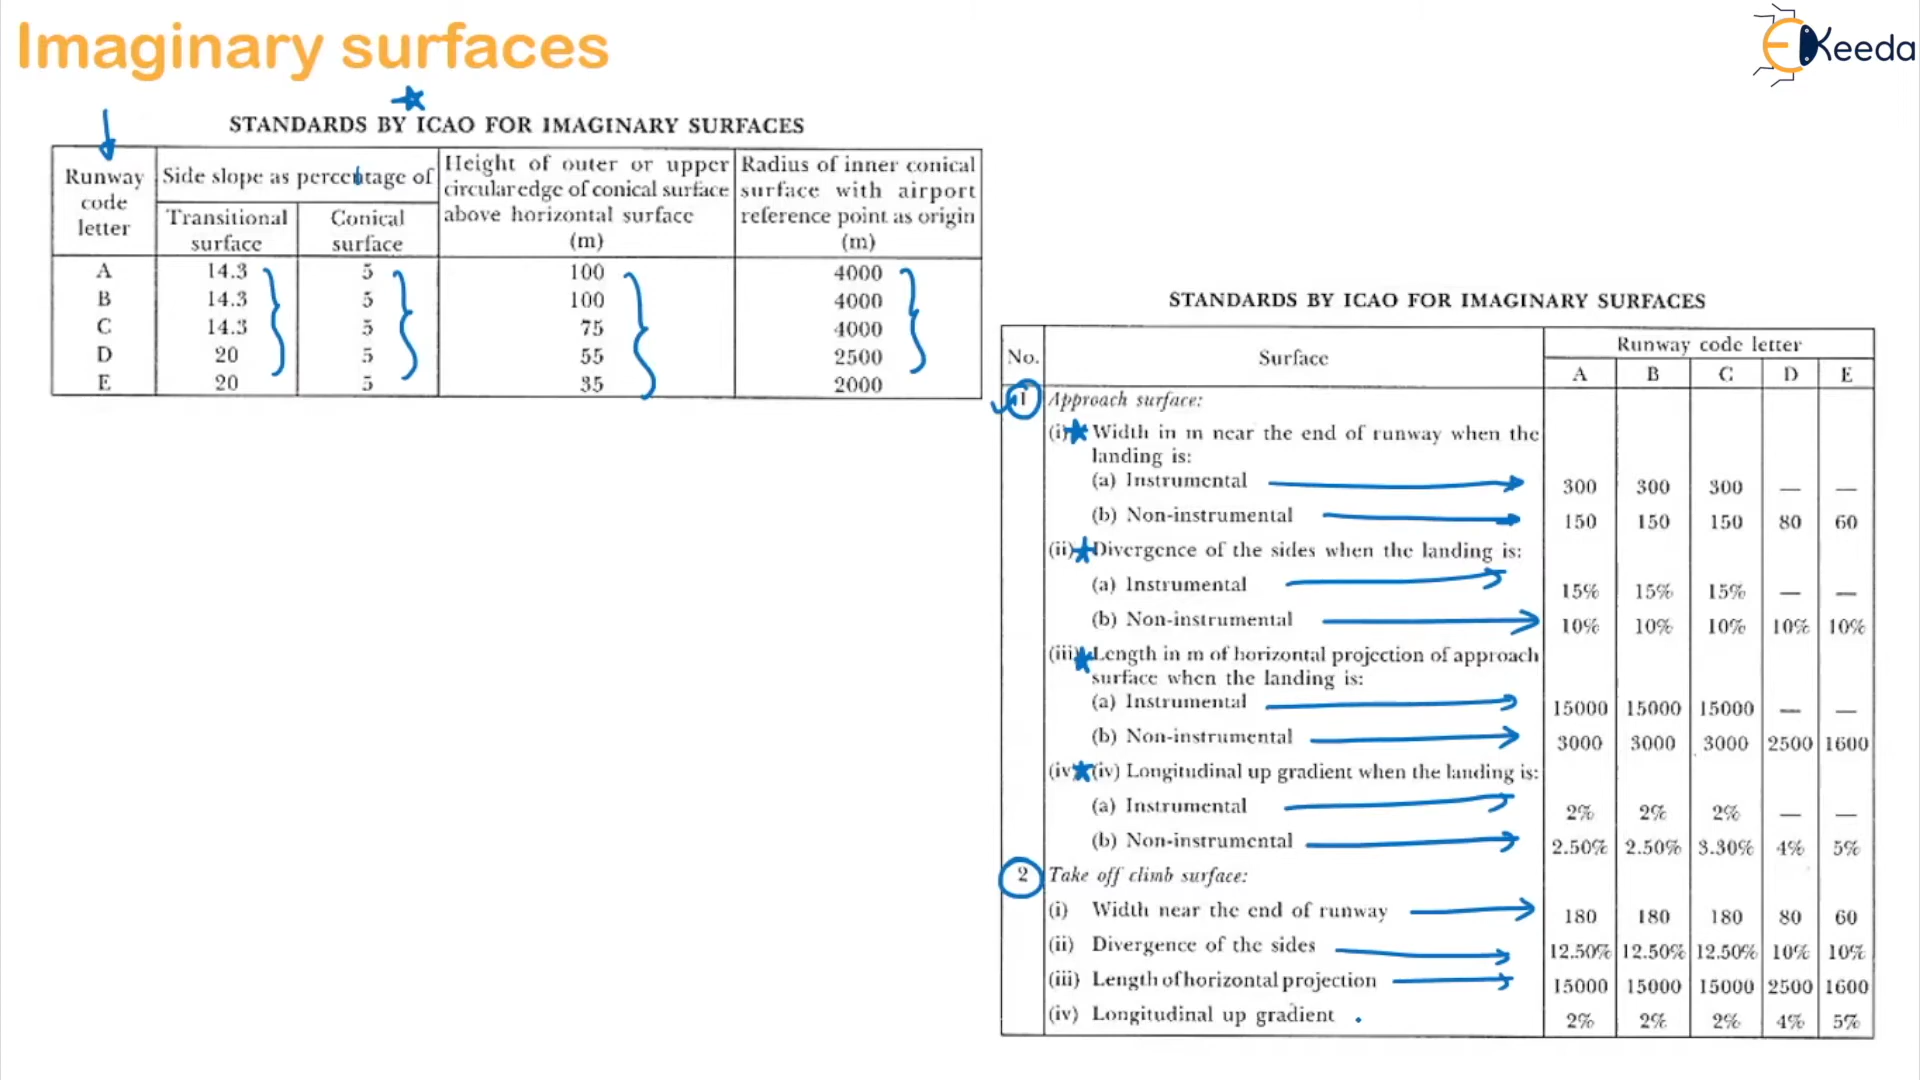 Imaginary surfaces
EKeeda
STANDARDS BY ICAO FOR IMAGINARY SURFACES
Runway code letter
Side slope as percentage of
Transitional surface
Conical surface
Height of outer or upper circular edge of conical surface above horizontal surface (m)
Radius of inner conical surface with airport reference point as origin (m)
A 14.3 5 100 4000
B 14.3 5 100 4000
C 14.3 5 75 4000
D 20 5 55 2500
E 20 5 35 2000
STANDARDS BY ICAO FOR IMAGINARY SURFACES
No. Surface Runway code letter
A B C D E
1 Approach surface:
(i) Width in m near the end of runway when the
landing is:
(a) Instrumental 300 300 300 — —
(b) Non-instrumental 150 150 150 80 60
(ii) Divergence of the sides when the landing is:
(a) Instrumental 15% 15% 15% — —
(b) Non-instrumental 10% 10% 10% 10% 10%
(iii) Length in m of horizontal projection of approach
surface when the landing is:
(a) Instrumental 15000 15000 15000 — —
(b) Non-instrumental 3000 3000 3000 2500 1600
(iv) (iv) Longitudinal up gradient when the landing is:
(a) Instrumental 2% 2% 2% — —
(b) Non-instrumental 2.50% 2.50% 3.30% 4% 5%
2 Take off climb surface:
(i) Width near the end of runway 180 180 180 80 60
(ii) Divergence of the sides 12.50% 12.50% 12.50% 10% 10%
(iii) Length of horizontal projection 15000 15000 15000 2500 1600
(iv) Longitudinal up gradient 2% 2% 2% 4% 5%